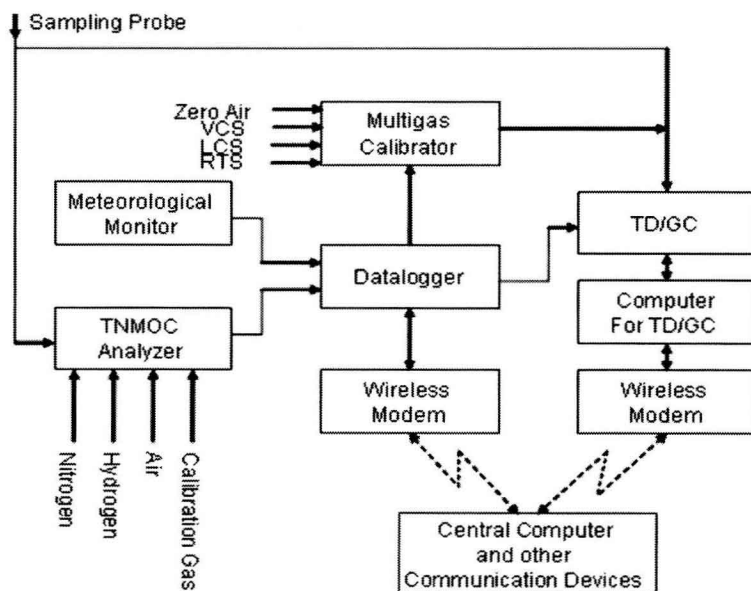 Sampling Probe
Zero Air
VCS
LCS
RTS
Multigas
Calibrator
Meteorological
Monitor
TD/GC
Datalogger
TNMOC
Analyzer
Computer
For TD/GC
Wireless
Modem
Wireless
Modem
Nitrogen
Hydrogen
Air
Calibration Gas
Central Computer
and other
Communication Devices